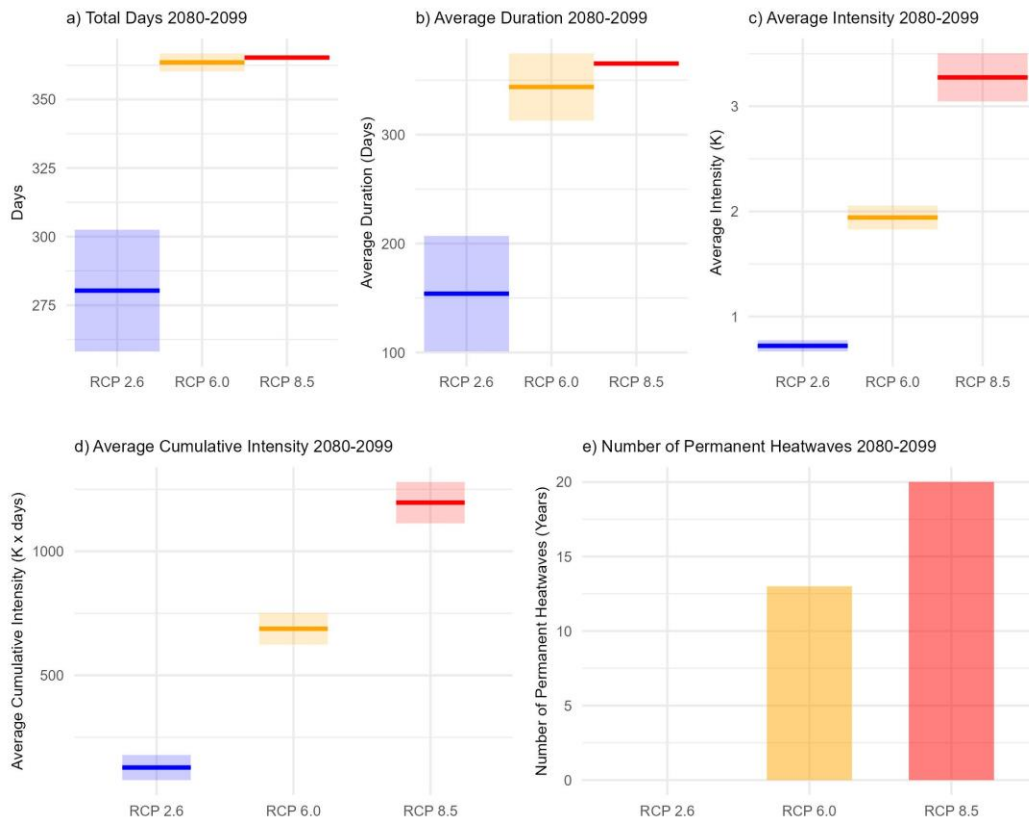 a) Total Days 2080-2099
Days
350
325
300
275
RCP 2.6
RCP 6.0
RCP 8.5
b) Average Duration 2080-2099
Average Duration (Days)
300
200
100
RCP 2.6
RCP 6.0
RCP 8.5
c) Average Intensity 2080-2099
Average Intensity (K)
3
2
1
RCP 2.6
RCP 6.0
RCP 8.5
d) Average Cumulative Intensity 2080-2099
Average Cumulative Intensity (K x days)
1000
500
RCP 2.6
RCP 6.0
RCP 8.5
e) Number of Permanent Heatwaves 2080-2099
Number of Permanent Heatwaves (Years)
20
15
10
5
0
RCP 2.6
RCP 6.0
RCP 8.5